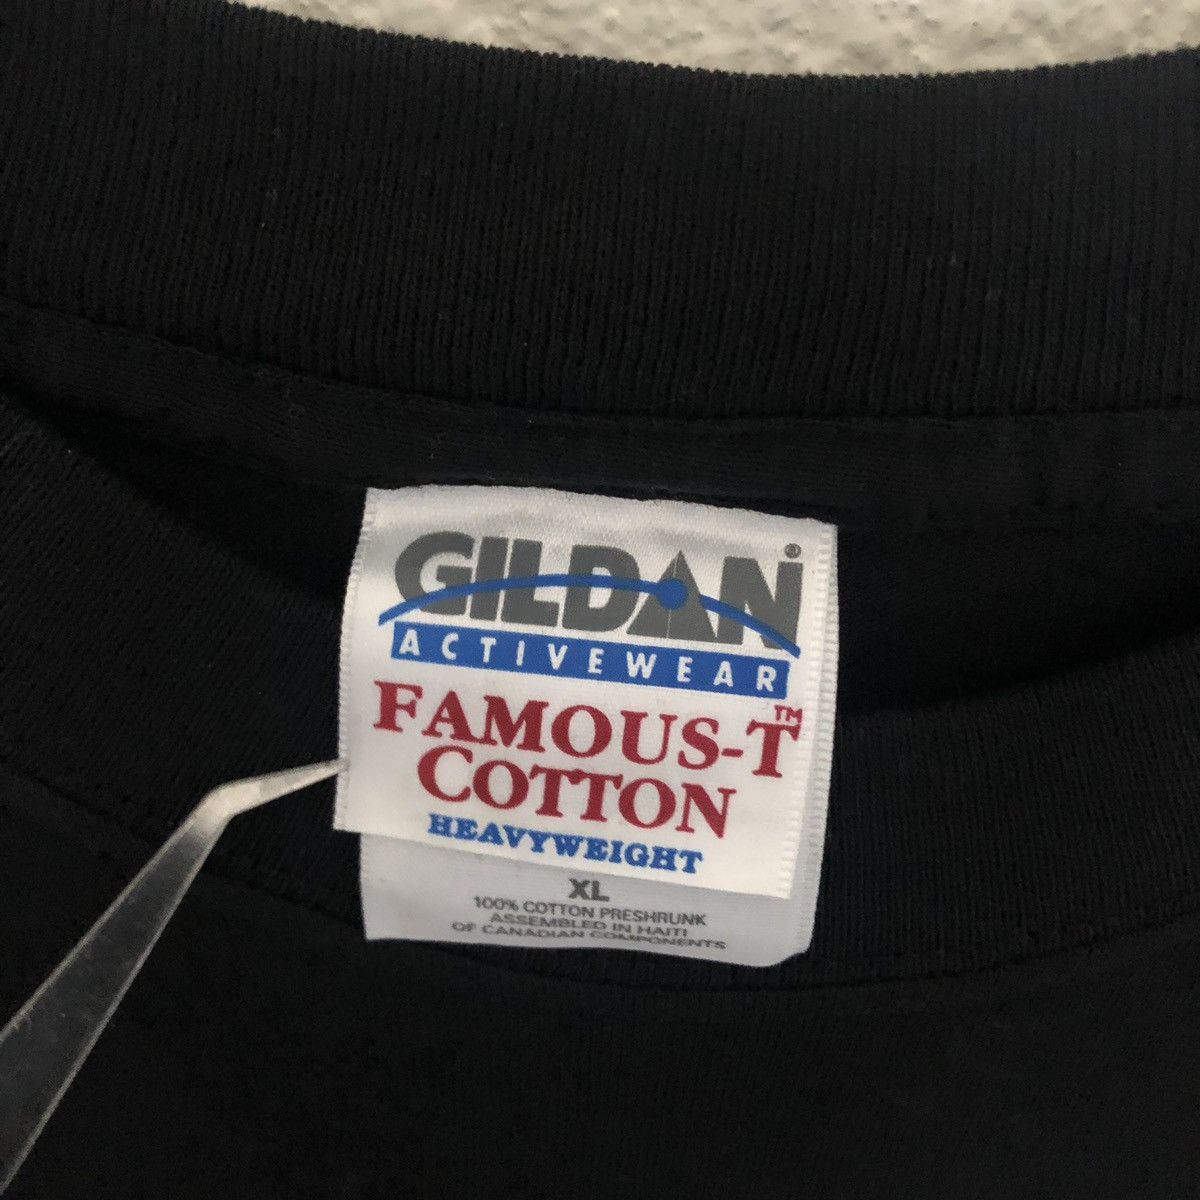 GILDAN®
ACTIVEWEAR
FAMOUS-T™
COTTON
HEAVYWEIGHT
XL
100% COTTON PRESHRUNK
ASSEMBLED IN HAITI
OF CANADIAN COMPONENTS